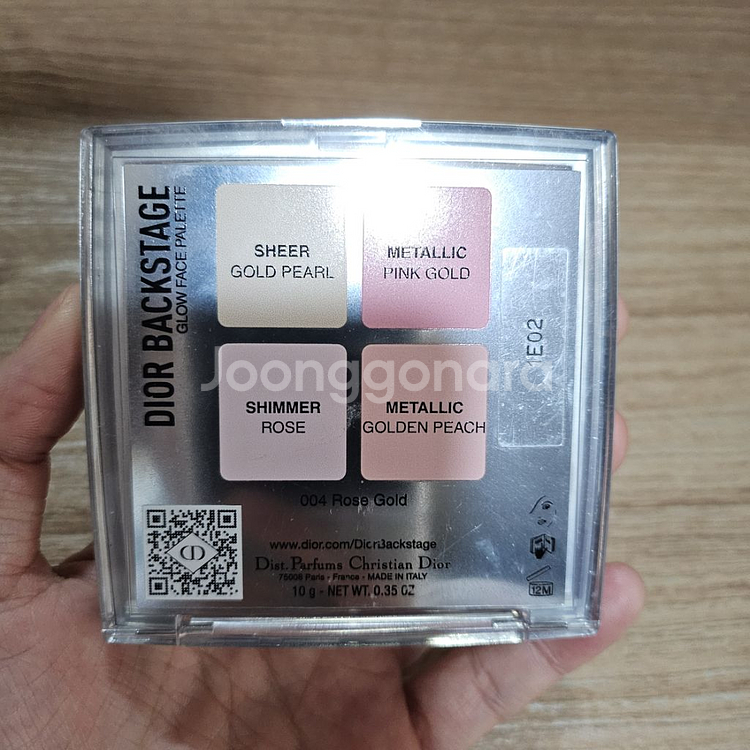 DIOR BACKSTAGE
GLOW FACE PALETTE
SHEER
GOLD PEARL
METALLIC
PINK GOLD
SHIMMER
ROSE
METALLIC
GOLDEN PEACH
E02
Joonggonara
004 Rose Gold
www.dior.com/DiorBackstage
Dist. Parfums Christian Dior
75008 Paris - France - MADE IN ITALY
10 g - NET WT. 0.35 OZ
CD
12M